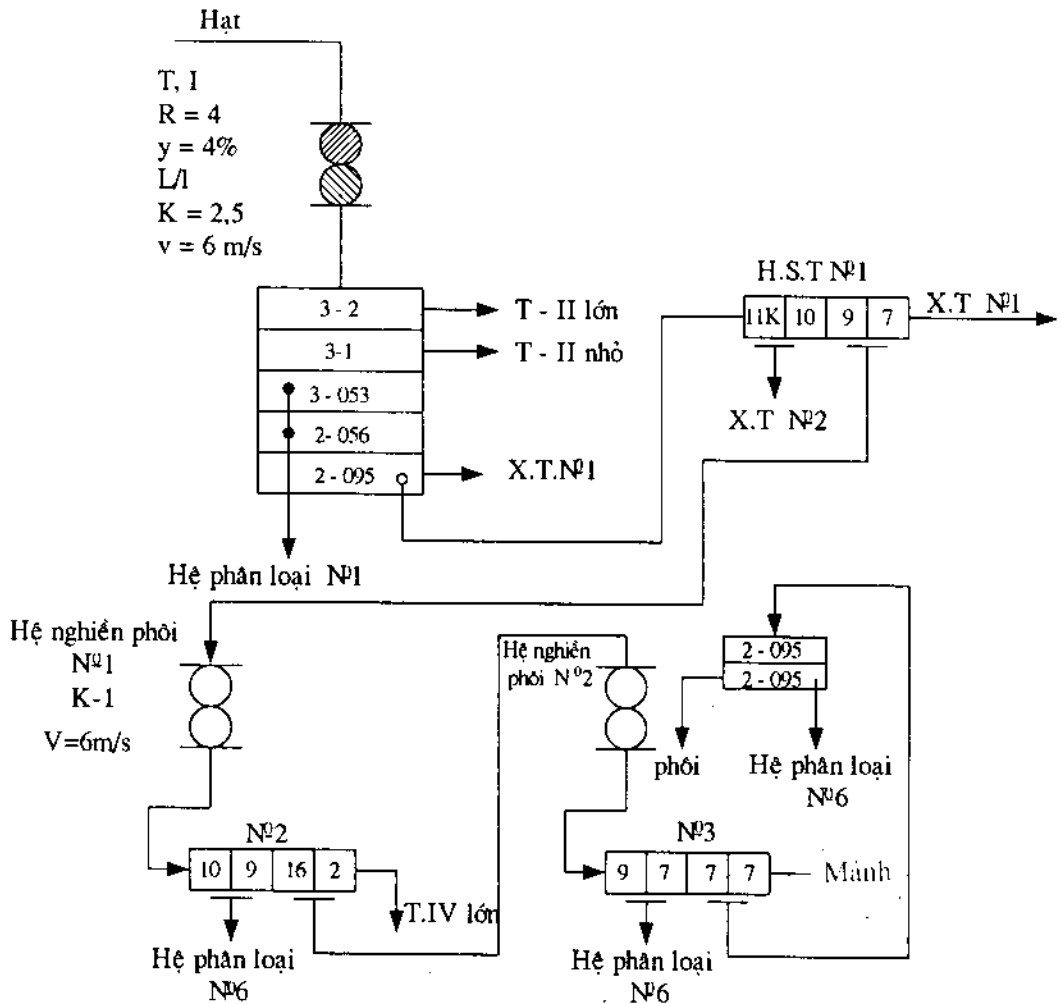 Hạt
T, I
R = 4
y = 4%
L/l
K = 2,5
v = 6 m/s
3 - 2
T - II lớn
3-1
T - II nhỏ
3 - 053
2- 056
2 - 095
X.T.Nº1
Hệ phân loại Nº1
H.S.T Nº1
11K 10 9 7
X.T Nº1
X.T Nº2
Hệ nghiền phôi
Nº1
K-1
V=6m/s
Hệ nghiền
phôi Nº2
2 - 095
2 - 095
phôi
Hệ phân loại
Nº6
Nº2
10 9 16 2
T.IV lớn
Hệ phân loại
Nº6
Nº3
9 7 7 7
Mảnh
Hệ phân loại
Nº6